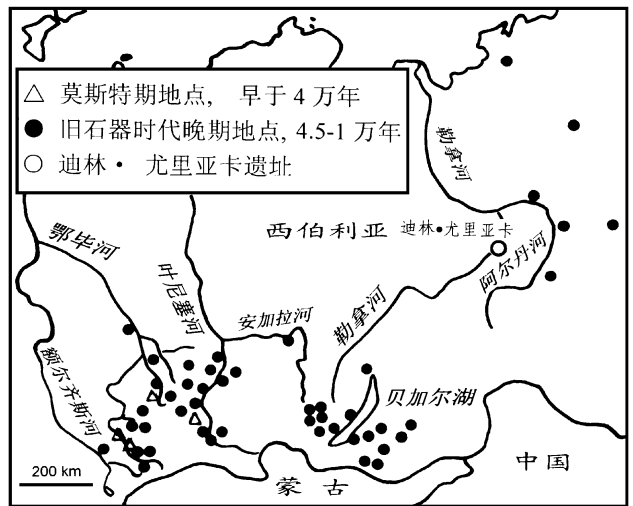 莫斯特期地点， 早于 4 万年
旧石器时代晚期地点, 4.5-1 万年
迪林• 尤里亚卡遗址
勒拿河
西伯利亚
迪林•尤里亚卡
鄂毕河
阿尔丹河
叶尼塞河
安加拉河
勒拿河
额尔齐斯河
贝加尔湖
200 km
蒙古
中国